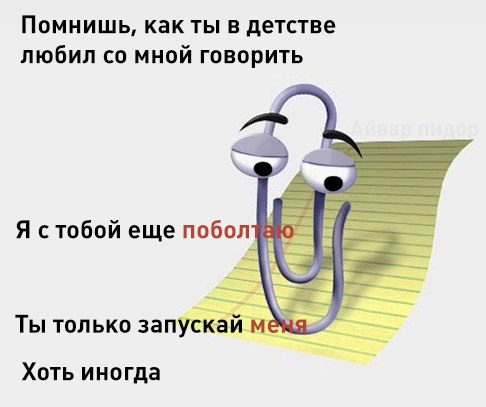 Помнишь, как ты в детстве
любил со мной говорить
Айвар пидор
Я с тобой еще поболтаю
Ты только запускай меня
Хоть иногда